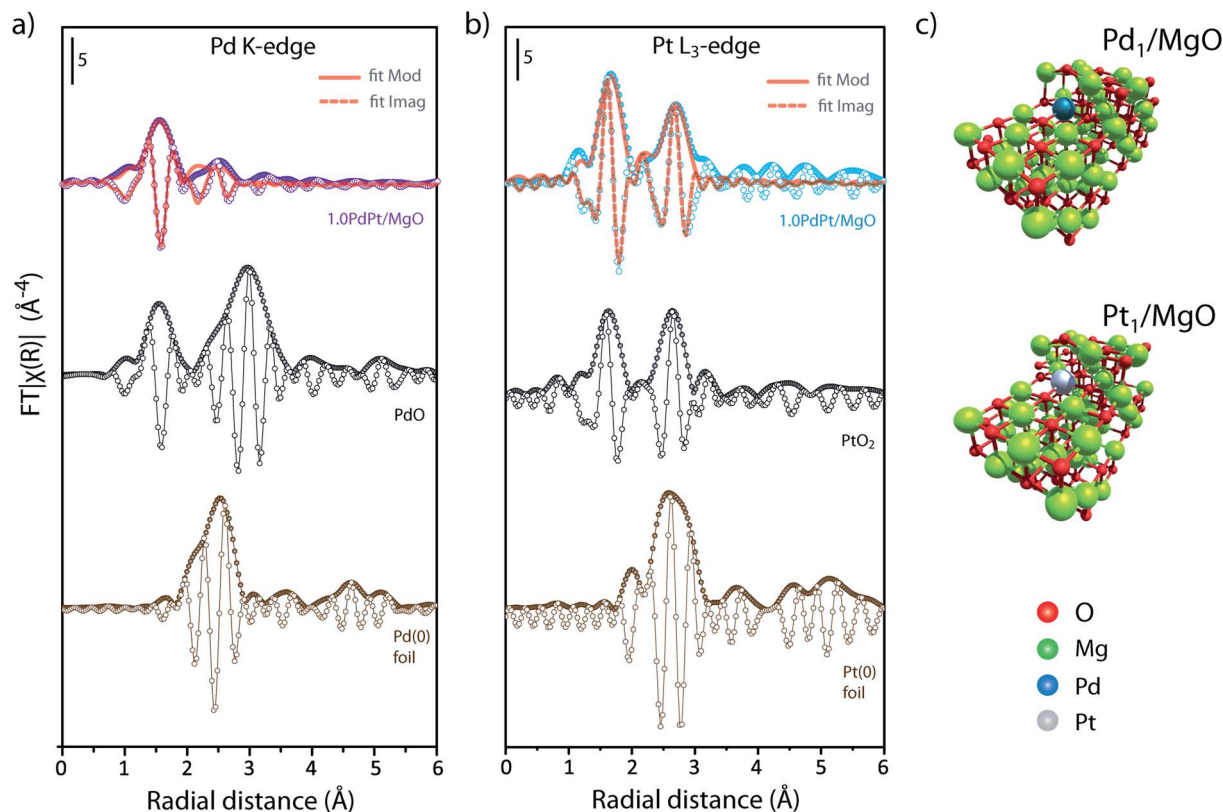 a)
Pd K-edge
5
fit Mod
fit Imag
1.0PdPt/MgO
PdO
Pd(0)
foil
FT|χ(R)| (Å⁻⁴)
0 1 2 3 4 5 6
Radial distance (Å)
b)
Pt L₃-edge
5
fit Mod
fit Imag
1.0PdPt/MgO
PtO₂
Pt(0)
foil
0 1 2 3 4 5 6
Radial distance (Å)
c)
Pd₁/MgO
Pt₁/MgO
O
Mg
Pd
Pt